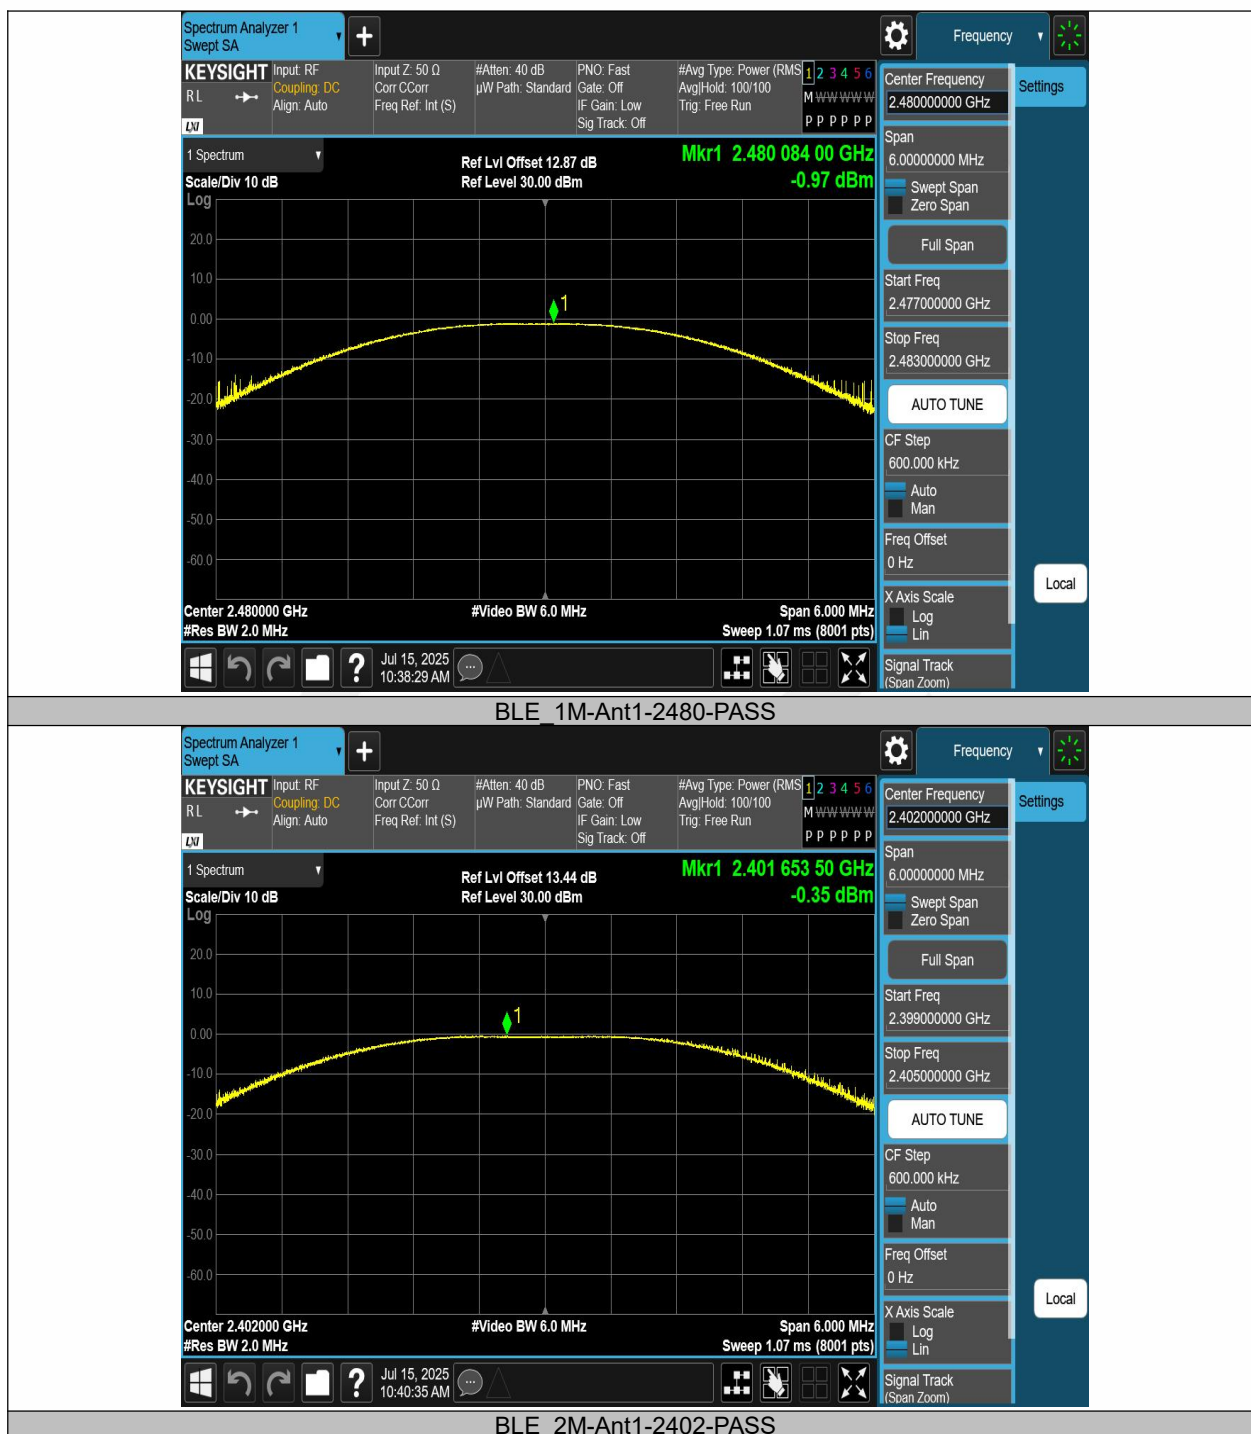 Spectrum Analyzer 1
Swept SA
Frequency
KEYSIGHT
RL
LXI
Input: RF
Coupling: DC
Align: Auto
Input Z: 50 Ω
Corr CCorr
Freq Ref: Int (S)
#Atten: 40 dB
µW Path: Standard
PNO: Fast
Gate: Off
IF Gain: Low
Sig Track: Off
#Avg Type: Power (RMS
Avg|Hold: 100/100
Trig: Free Run
1 2 3 4 5 6
M W W W W W
P P P P P P
Center Frequency
2.480000000 GHz
Settings
Span
6.00000000 MHz
Swept Span
Zero Span
Full Span
Start Freq
2.477000000 GHz
Stop Freq
2.483000000 GHz
AUTO TUNE
CF Step
600.000 kHz
Auto
Man
Freq Offset
0 Hz
X Axis Scale
Log
Lin
Local
Signal Track
(Span Zoom)
1 Spectrum
Scale/Div 10 dB
Log
Ref Lvl Offset 12.87 dB
Ref Level 30.00 dBm
Mkr1 2.480 084 00 GHz
-0.97 dBm
1
20.0
10.0
0.00
-10.0
-20.0
-30.0
-40.0
-50.0
-60.0
Center 2.480000 GHz
#Video BW 6.0 MHz
Span 6.000 MHz
#Res BW 2.0 MHz
Sweep 1.07 ms (8001 pts)
?
Jul 15, 2025
10:38:29 AM
BLE_1M-Ant1-2480-PASS
Spectrum Analyzer 1
Swept SA
Frequency
KEYSIGHT
RL
LXI
Input: RF
Coupling: DC
Align: Auto
Input Z: 50 Ω
Corr CCorr
Freq Ref: Int (S)
#Atten: 40 dB
µW Path: Standard
PNO: Fast
Gate: Off
IF Gain: Low
Sig Track: Off
#Avg Type: Power (RMS
Avg|Hold: 100/100
Trig: Free Run
1 2 3 4 5 6
M W W W W W
P P P P P P
Center Frequency
2.402000000 GHz
Settings
Span
6.00000000 MHz
Swept Span
Zero Span
Full Span
Start Freq
2.399000000 GHz
Stop Freq
2.405000000 GHz
AUTO TUNE
CF Step
600.000 kHz
Auto
Man
Freq Offset
0 Hz
X Axis Scale
Log
Lin
Local
Signal Track
(Span Zoom)
1 Spectrum
Scale/Div 10 dB
Log
Ref Lvl Offset 13.44 dB
Ref Level 30.00 dBm
Mkr1 2.401 653 50 GHz
-0.35 dBm
1
20.0
10.0
0.00
-10.0
-20.0
-30.0
-40.0
-50.0
-60.0
Center 2.402000 GHz
#Video BW 6.0 MHz
Span 6.000 MHz
#Res BW 2.0 MHz
Sweep 1.07 ms (8001 pts)
?
Jul 15, 2025
10:40:35 AM
BLE_2M-Ant1-2402-PASS